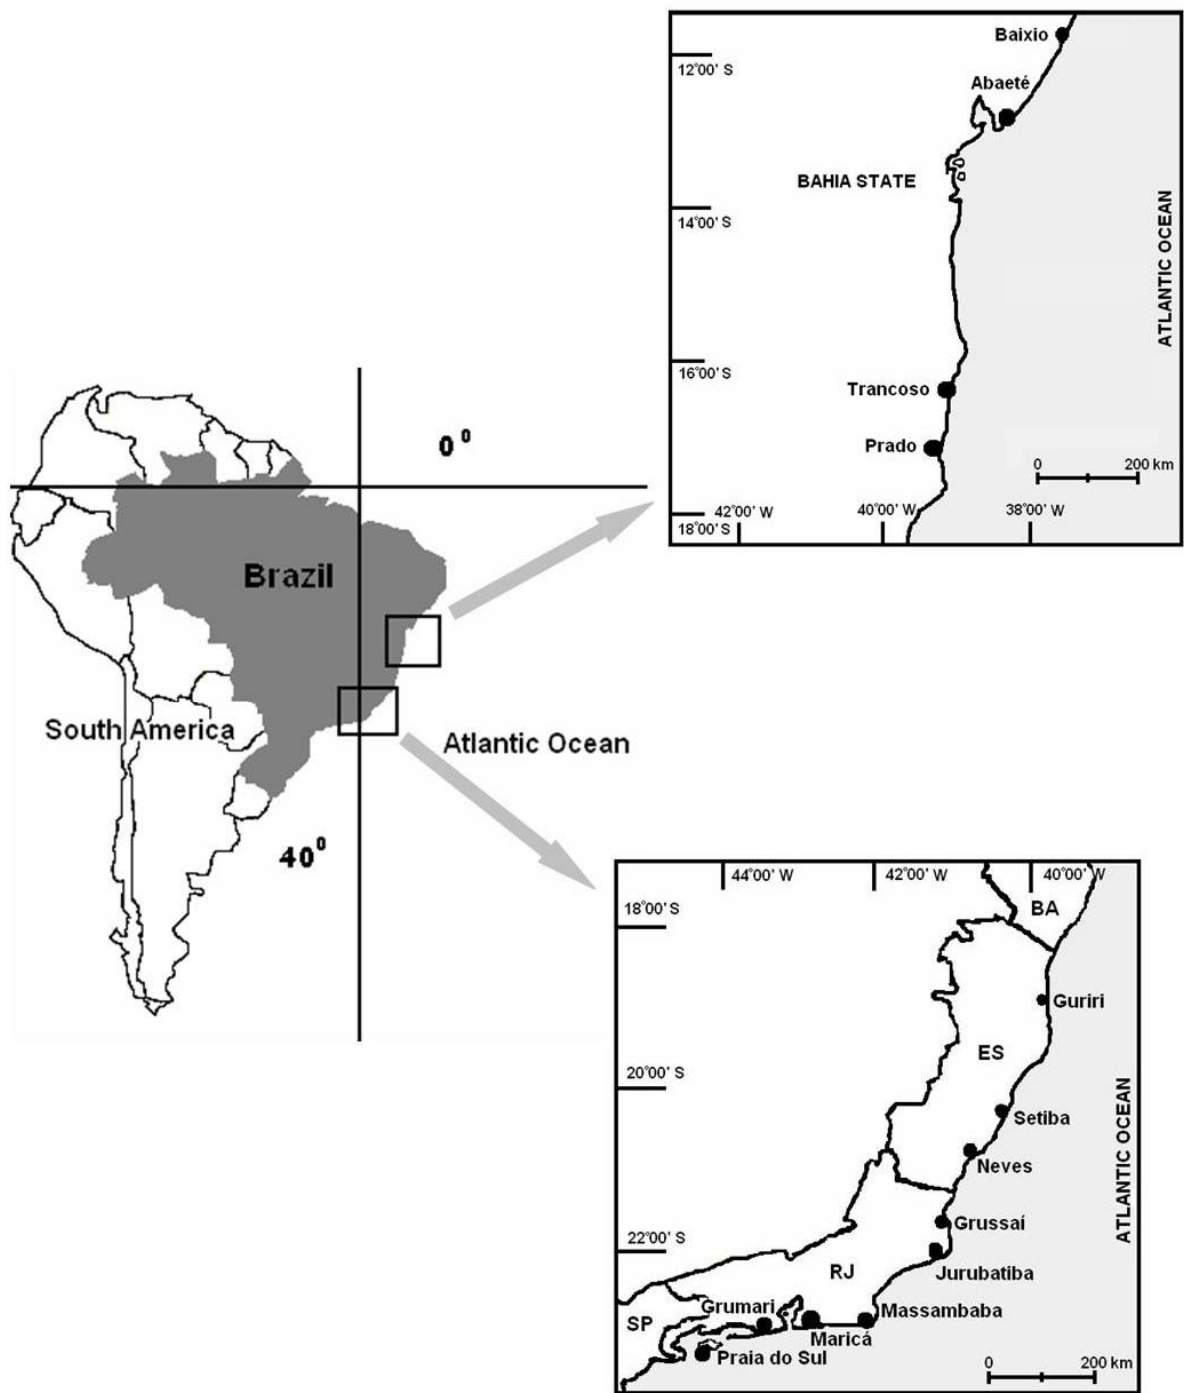 Baixio
12°00' S
Abaeté
BAHIA STATE
14°00' S
ATLANTIC OCEAN
16°00' S
Trancoso
Prado
0 200 km
42°00' W 40°00' W 38°00' W
18°00' S
0⁰
Brazil
South America
Atlantic Ocean
40⁰
44°00' W 42°00' W 40°00' W
18°00' S
BA
Guriri
ES
20°00' S
Setiba
Neves
ATLANTIC OCEAN
Grussaí
22°00' S
RJ
Jurubatiba
Grumari
Massambaba
SP
Maricá
Praia do Sul
0 200 km